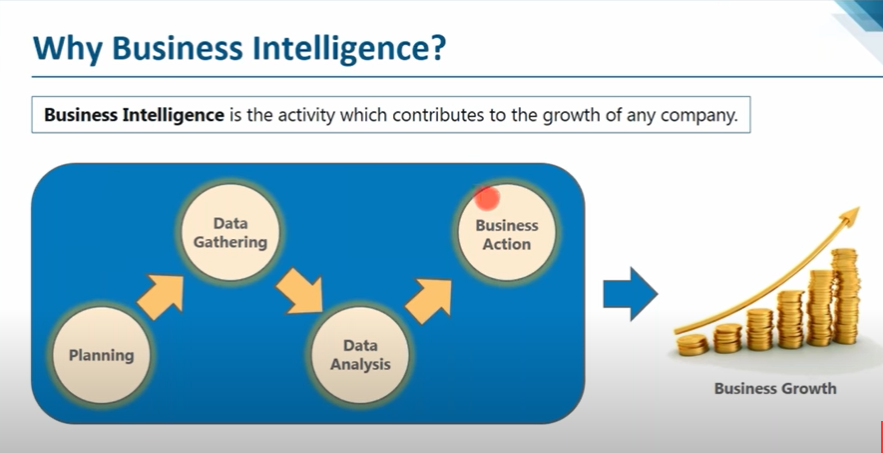 Why Business Intelligence?
Business Intelligence is the activity which contributes to the growth of any company.
Planning
Data
Gathering
Data
Analysis
Business
Action
Business Growth